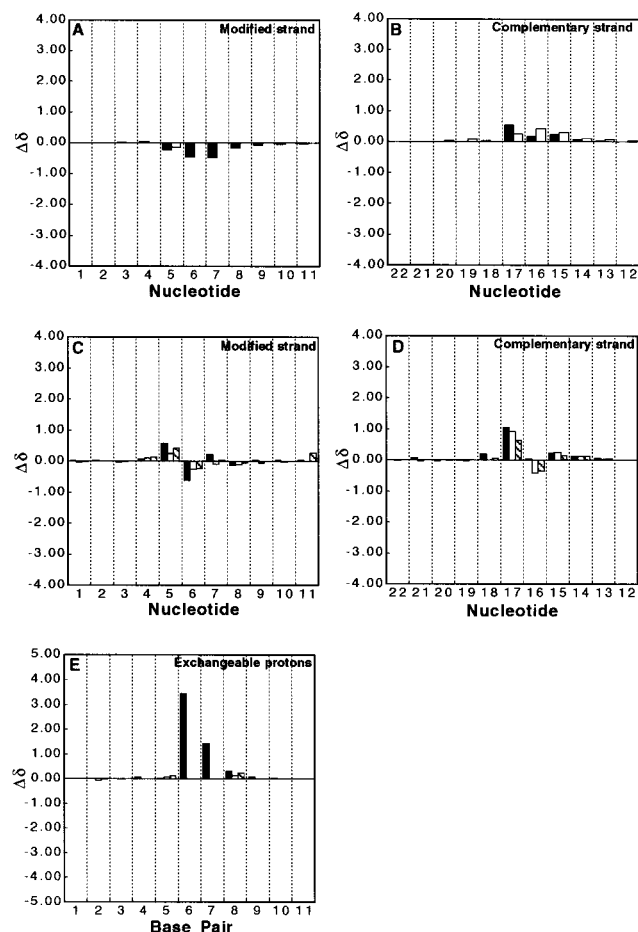 A Modified strand
4.00
3.00
2.00
1.00
0.00
-1.00
-2.00
-3.00
-4.00
Δδ
1 2 3 4 5 6 7 8 9 10 11
Nucleotide
B Complementary strand
4.00
3.00
2.00
1.00
0.00
-1.00
-2.00
-3.00
-4.00
Δδ
22 21 20 19 18 17 16 15 14 13 12
Nucleotide
C Modified strand
4.00
3.00
2.00
1.00
0.00
-1.00
-2.00
-3.00
-4.00
Δδ
1 2 3 4 5 6 7 8 9 10 11
Nucleotide
D Complementary strand
4.00
3.00
2.00
1.00
0.00
-1.00
-2.00
-3.00
-4.00
Δδ
22 21 20 19 18 17 16 15 14 13 12
Nucleotide
E Exchangeable protons
5.00
4.00
3.00
2.00
1.00
0.00
-1.00
-2.00
-3.00
-4.00
-5.00
Δδ
1 2 3 4 5 6 7 8 9 10 11
Base Pair